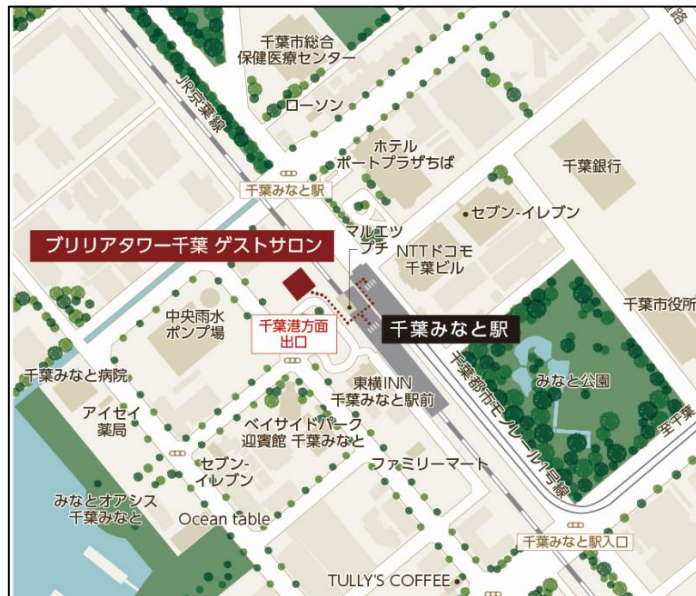 道路
千葉市総合
保健医療センター
JR京葉線
ローソン
ホテル
ポートプラザちば
千葉銀行
千葉みなと駅
セブン-イレブン
マルエツ
プチ
NTTドコモ
千葉ビル
ブリリアタワー千葉 ゲストサロン
千葉市役所
中央雨水
ポンプ場
千葉港方面
出口
千葉みなと駅
千葉みなと病院
東横INN
千葉みなと駅前
みなと公園
千葉都市モノレール1号線
至千葉
アイセイ
薬局
ベイサイドパーク
迎賓館 千葉みなと
セブン-
イレブン
ファミリーマート
みなとオアシス
千葉みなと
Ocean table
千葉みなと駅入口
TULLY'S COFFEE